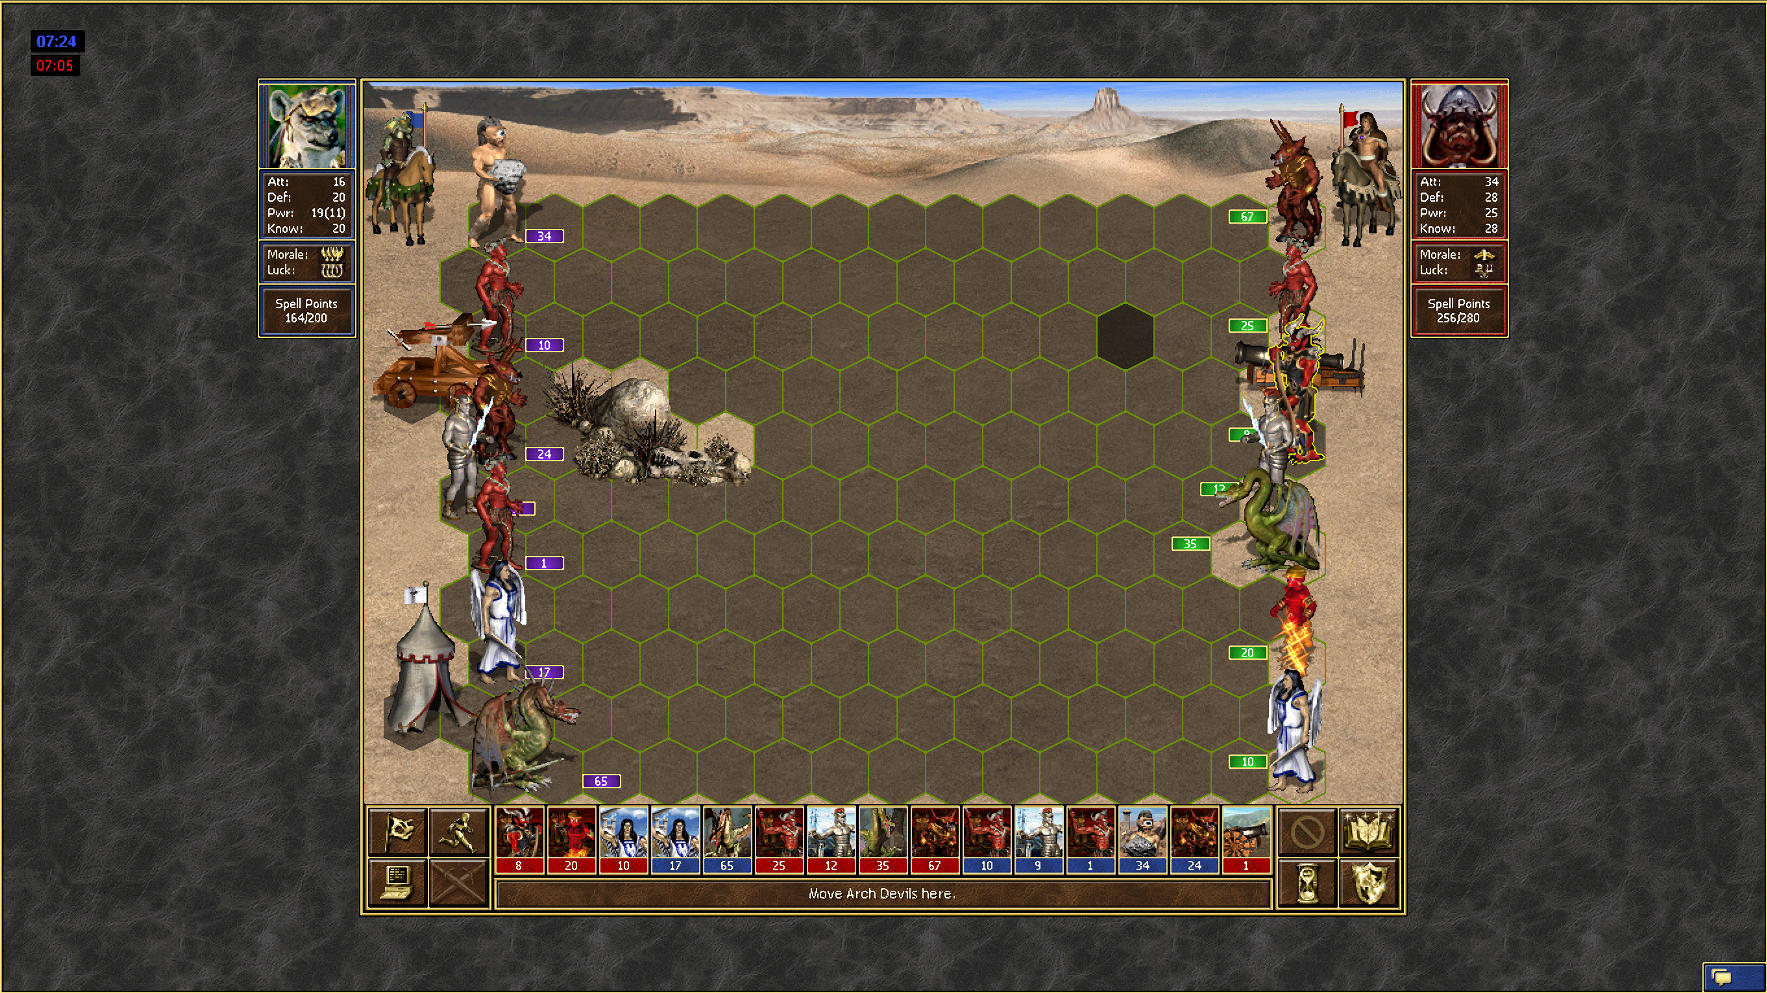 07:24
07:05
Att: 16
Def: 20
Pwr: 19(11)
Know: 20
Morale:
Luck:
Spell Points
164/200
Att: 34
Def: 28
Pwr: 25
Know: 28
Morale:
Luck:
Spell Points
256/280
67
34
25
10
24
12
35
1
20
17
10
65
8 20 10 17 65 25 12 35 67 10 9 1 34 24 1
Move Arch Devils here.